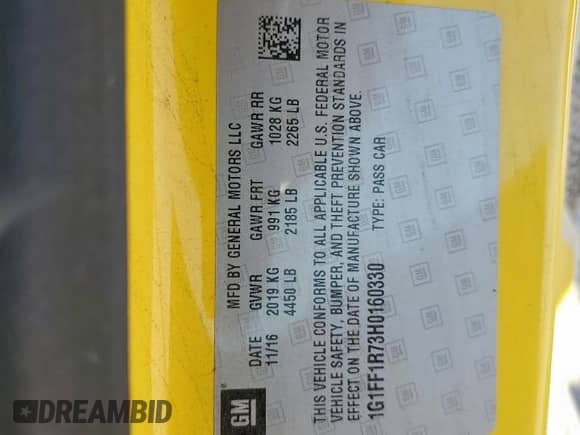 MFD BY GENERAL MOTORS LLC
DATE GVWR GAWR FRT GAWR RR
11/16 2019 KG 991 KG 1028 KG
4450 LB 2185 LB 2265 LB
THIS VEHICLE CONFORMS TO ALL APPLICABLE U.S. FEDERAL MOTOR
VEHICLE SAFETY, BUMPER, AND THEFT PREVENTION STANDARDS IN
EFFECT ON THE DATE OF MANUFACTURE SHOWN ABOVE.
1G1FF1R73H0160330 TYPE: PASS CAR
GM®
DREAMBID